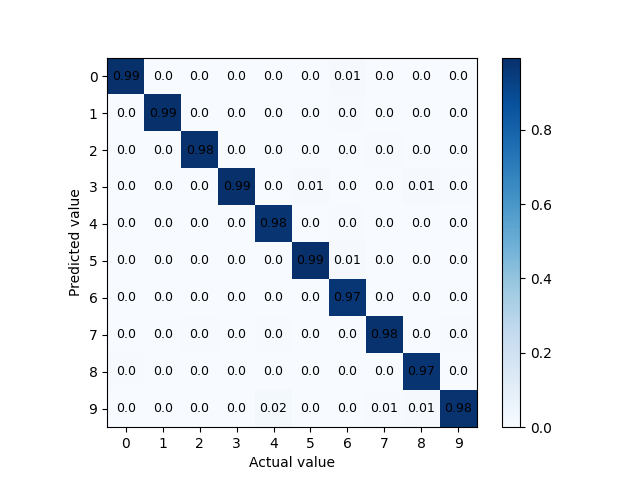 0 0.99 0.0 0.0 0.0 0.0 0.0 0.01 0.0 0.0 0.0
1 0.0 0.99 0.0 0.0 0.0 0.0 0.0 0.0 0.0 0.0
2 0.0 0.0 0.98 0.0 0.0 0.0 0.0 0.0 0.0 0.0
3 0.0 0.0 0.0 0.99 0.0 0.01 0.0 0.0 0.01 0.0
4 0.0 0.0 0.0 0.0 0.98 0.0 0.0 0.0 0.0 0.0
5 0.0 0.0 0.0 0.0 0.0 0.99 0.01 0.0 0.0 0.0
6 0.0 0.0 0.0 0.0 0.0 0.0 0.97 0.0 0.0 0.0
7 0.0 0.0 0.0 0.0 0.0 0.0 0.0 0.98 0.0 0.0
8 0.0 0.0 0.0 0.0 0.0 0.0 0.0 0.0 0.97 0.0
9 0.0 0.0 0.0 0.0 0.02 0.0 0.0 0.01 0.01 0.98
0 1 2 3 4 5 6 7 8 9
Actual value
Predicted value
0.8
0.6
0.4
0.2
0.0